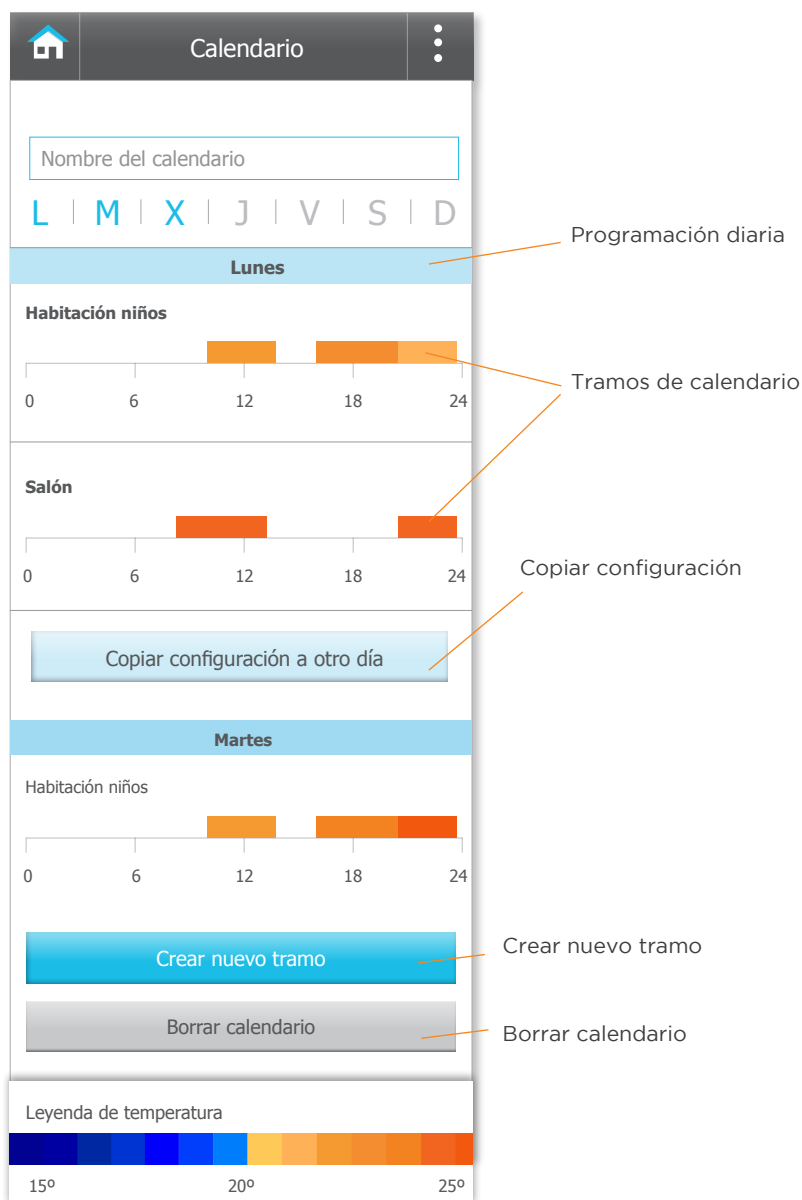 Calendario
Nombre del calendario
L M X J V S D
Programación diaria
Lunes
Habitación niños
Tramos de calendario
0 6 12 18 24
Salón
0 6 12 18 24
Copiar configuración
Copiar configuración a otro día
Martes
Habitación niños
0 6 12 18 24
Crear nuevo tramo
Crear nuevo tramo
Borrar calendario
Borrar calendario
Leyenda de temperatura
15º 20º 25º